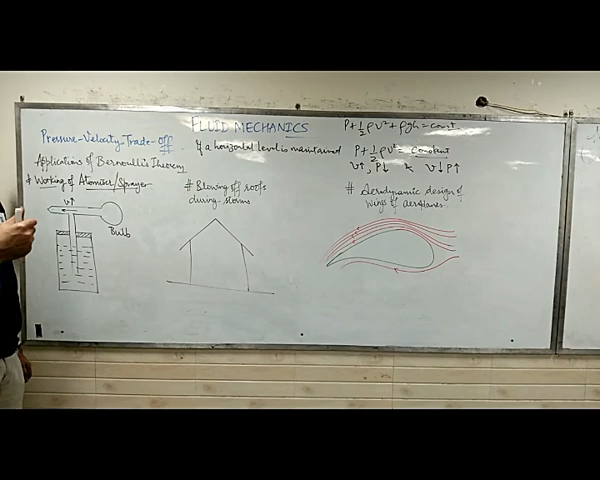 FLUID MECHANICS
Pressure-Velocity-Trade-off
If a horizontal level is maintained
P+½ρv²+ρgh=const.
P+½ρv²=constant
v↑, P↓ & v↓P↑
Applications of Bernoulli's Theorem
# Working of Atomiser/Sprayer
v↑
Bulb
# Blowing off roofs
during storms
# Aerodynamic design of
wings of aeroplanes